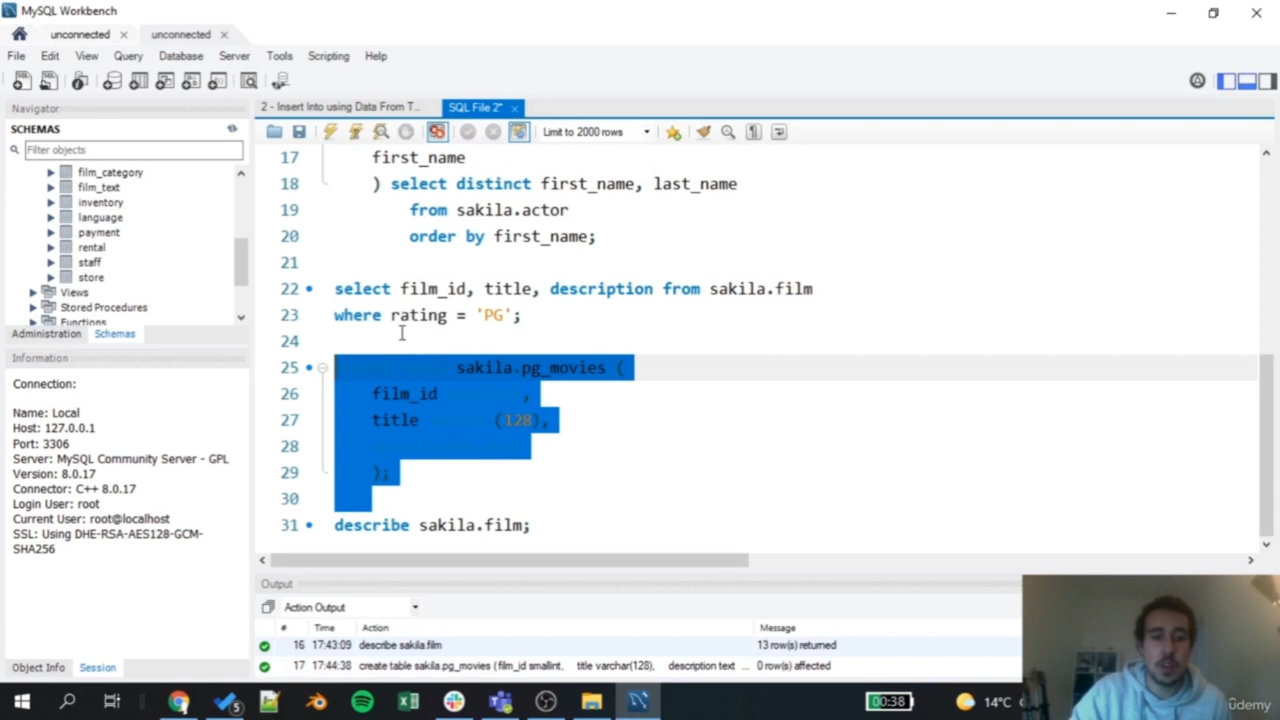 MySQL Workbench
unconnected × unconnected ×
File Edit View Query Database Server Tools Scripting Help
Navigator
SCHEMAS
Filter objects
film_category
film_text
inventory
language
payment
rental
staff
store
Views
Stored Procedures
Functions
Administration Schemas
Information
Connection:
Name: Local
Host: 127.0.0.1
Port: 3306
Server: MySQL Community Server - GPL
Version: 8.0.17
Connector: C++ 8.0.17
Login User: root
Current User: root@localhost
SSL: Using DHE-RSA-AES128-GCM-
SHA256
Object Info Session
2 - Insert Into using Data From T... SQL File 2* ×
Limit to 2000 rows
17 first_name
18 ) select distinct first_name, last_name
19 from sakila.actor
20 order by first_name;
21
22 select film_id, title, description from sakila.film
23 where rating = 'PG';
24
25 sakila.pg_movies (
26 film_id ,
27 title (128),
28
29 );
30
31 describe sakila.film;
Output
Action Output
# Time Action Message
16 17:43:09 describe sakila.film 13 row(s) returned
17 17:44:38 create table sakila.pg_movies ( film_id smallint, title varchar(128), description text ... 0 row(s) affected
5 00:38 14°C
ûdemy